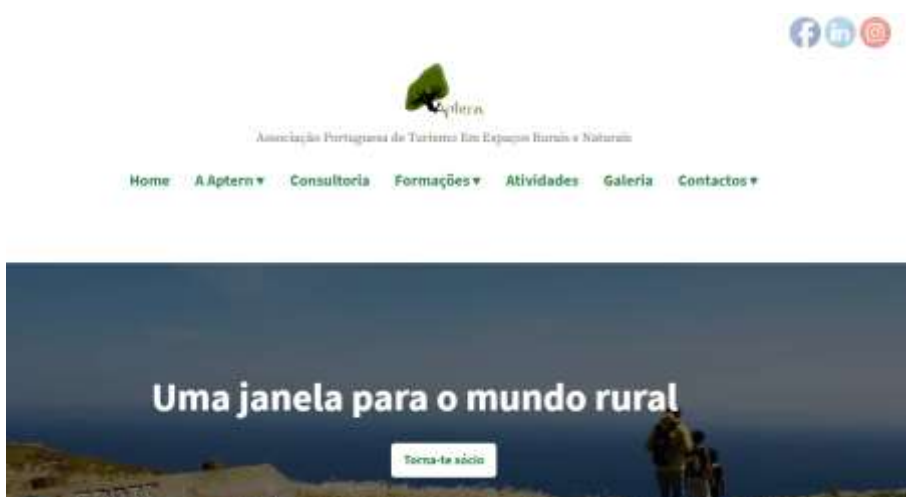 Aptern
Associação Portuguesa de Turismo Em Espaços Rurais e Naturais
Home A Aptern ▾ Consultoria Formações ▾ Atividades Galeria Contactos ▾
Uma janela para o mundo rural
Torna-te sócio